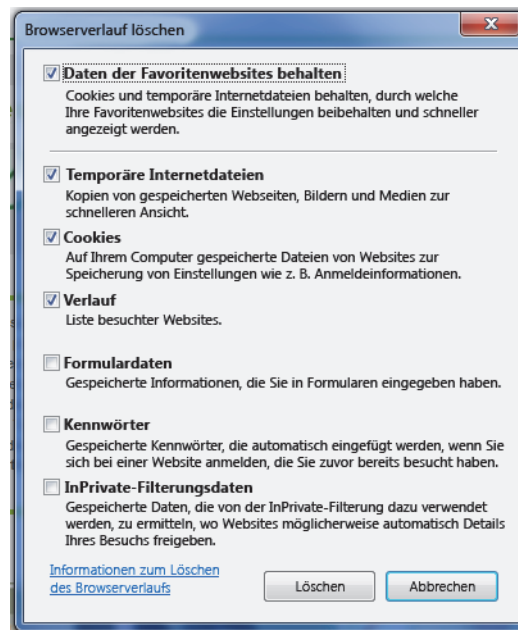 Browserverlauf löschen
Daten der Favoritenwebsites behalten
Cookies und temporäre Internetdateien behalten, durch welche
Ihre Favoritenwebsites die Einstellungen beibehalten und schneller
angezeigt werden.
Temporäre Internetdateien
Kopien von gespeicherten Webseiten, Bildern und Medien zur
schnelleren Ansicht.
Cookies
Auf Ihrem Computer gespeicherte Dateien von Websites zur
Speicherung von Einstellungen wie z. B. Anmeldeinformationen.
Verlauf
Liste besuchter Websites.
Formulardaten
Gespeicherte Informationen, die Sie in Formularen eingegeben haben.
Kennwörter
Gespeicherte Kennwörter, die automatisch eingefügt werden, wenn Sie
sich bei einer Website anmelden, die Sie zuvor bereits besucht haben.
InPrivate-Filterungsdaten
Gespeicherte Daten, die von der InPrivate-Filterung dazu verwendet
werden, zu ermitteln, wo Websites möglicherweise automatisch Details
Ihres Besuchs freigeben.
Informationen zum Löschen
des Browserverlaufs
Löschen
Abbrechen